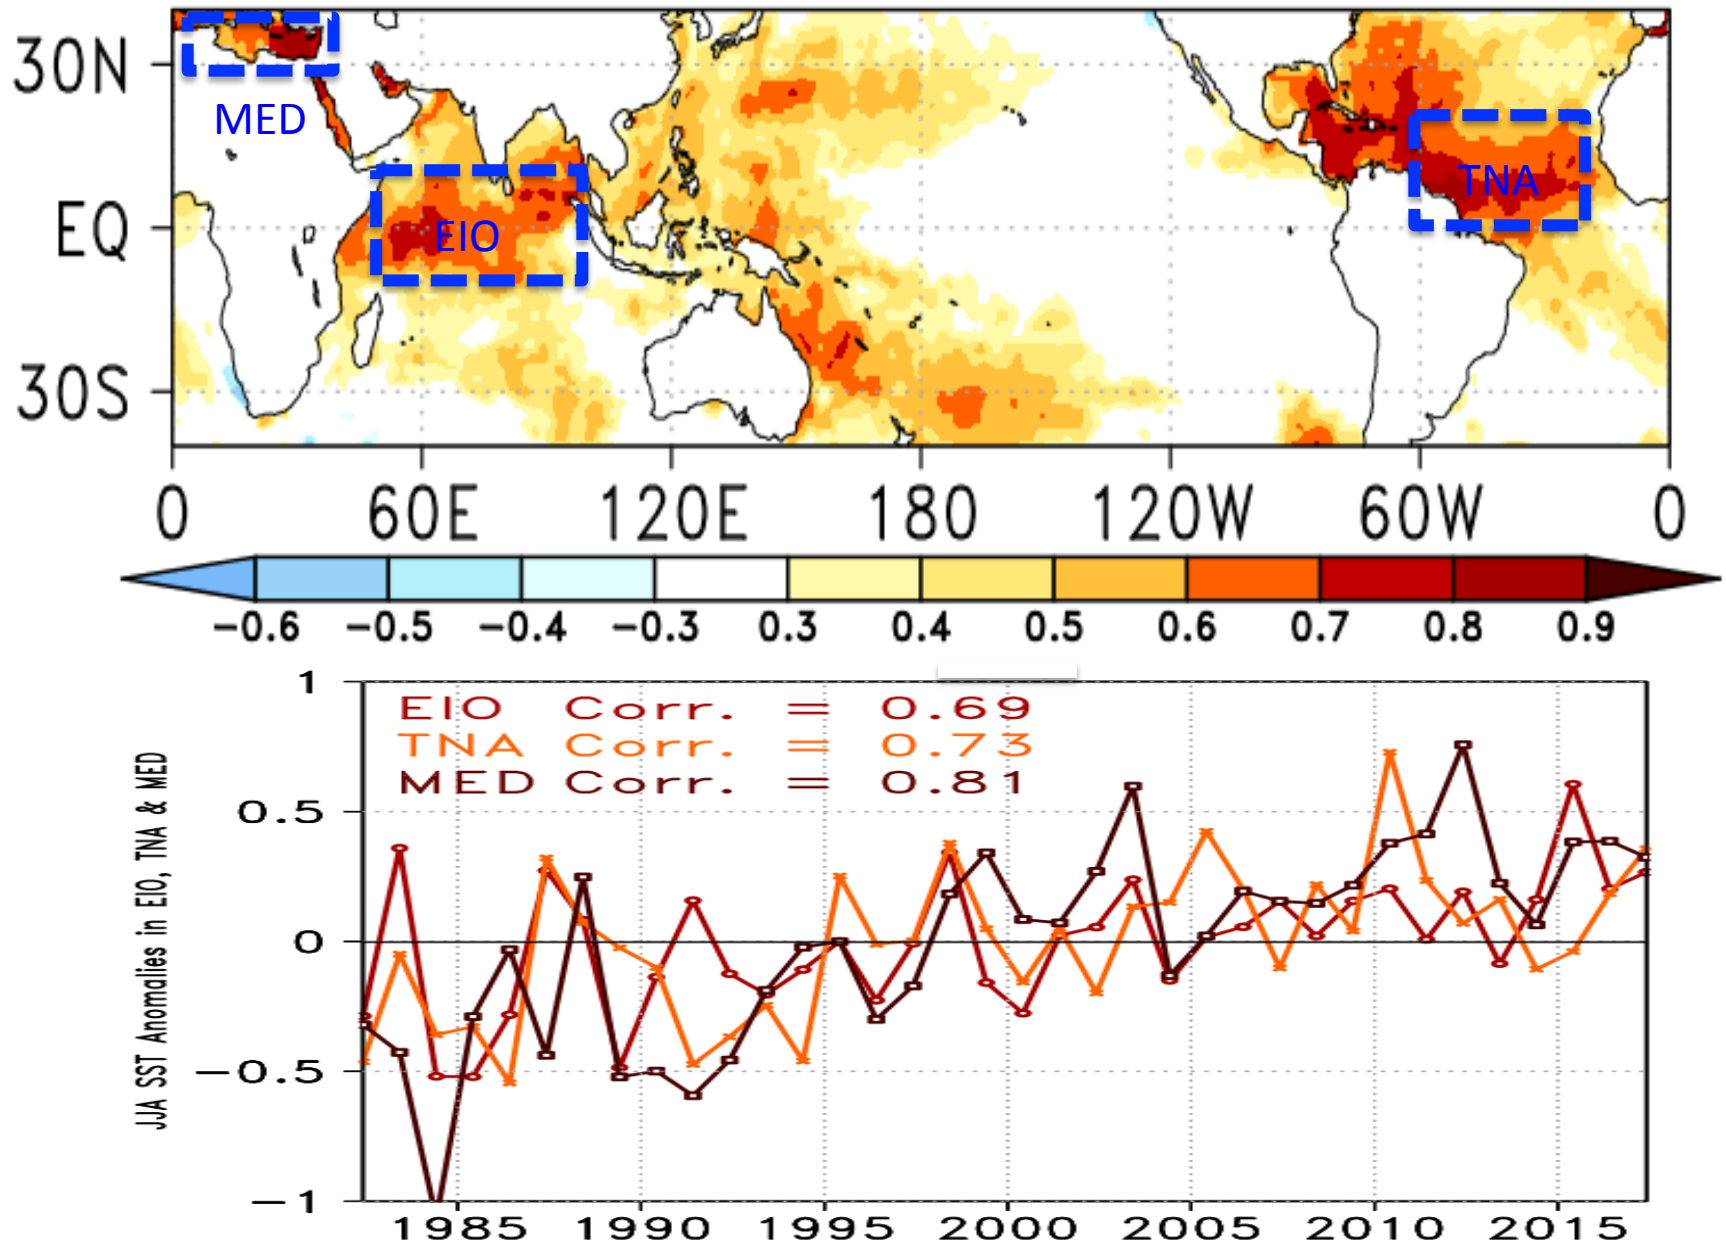 30N
MED
EQ
EIO
TNA
30S
0 60E 120E 180 120W 60W 0
-0.6 -0.5 -0.4 -0.3 0.3 0.4 0.5 0.6 0.7 0.8 0.9
JJA SST Anomalies in EIO, TNA & MED
1
EIO Corr. = 0.69
TNA Corr. = 0.73
MED Corr. = 0.81
0.5
0
-0.5
-1
1985 1990 1995 2000 2005 2010 2015